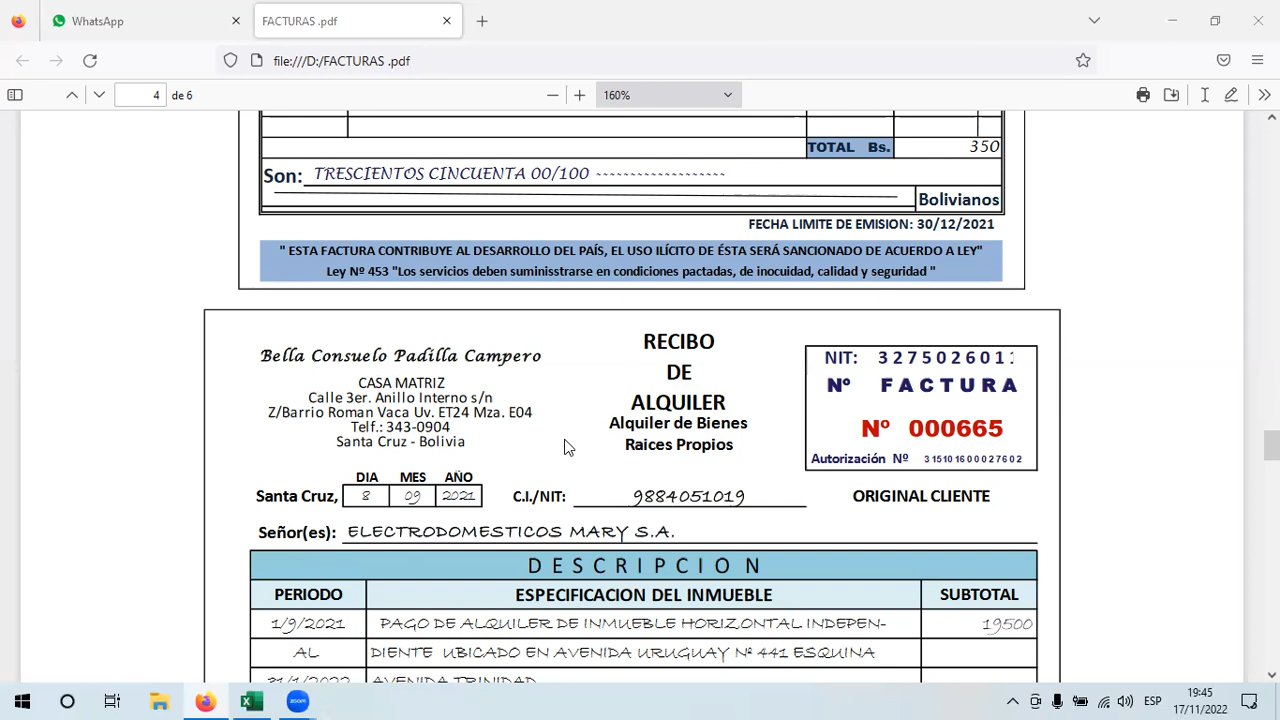 WhatsApp
FACTURAS .pdf
file:///D:/FACTURAS .pdf
4 de 6
160%
TOTAL Bs. 350
Son: TRESCIENTOS CINCUENTA 00/100 ~~~~~~~~~~~~~~~~~~
Bolivianos
FECHA LIMITE DE EMISION: 30/12/2021
" ESTA FACTURA CONTRIBUYE AL DESARROLLO DEL PAÍS, EL USO ILÍCITO DE ÉSTA SERÁ SANCIONADO DE ACUERDO A LEY"
Ley Nº 453 "Los servicios deben suminisstrarse en condiciones pactadas, de inocuidad, calidad y seguridad "
Bella Consuelo Padilla Campero
CASA MATRIZ
Calle 3er. Anillo Interno s/n
Z/Barrio Roman Vaca Uv. ET24 Mza. E04
Telf.: 343-0904
Santa Cruz - Bolivia
RECIBO
DE
ALQUILER
Alquiler de Bienes
Raices Propios
NIT: 327502601
Nº FACTURA
Nº 000665
Autorización Nº 315101600027602
DIA MES AÑO
Santa Cruz, 8 09 2021 C.I./NIT: 9884051019 ORIGINAL CLIENTE
Señor(es): ELECTRODOMESTICOS MARY S.A.
DESCRIPCION
PERIODO ESPECIFICACION DEL INMUEBLE SUBTOTAL
1/9/2021 PAGO DE ALQUILER DE INMUEBLE HORIZONTAL INDEPEN- 19500
AL DIENTE UBICADO EN AVENIDA URUGUAY Nº 441 ESQUINA
AVENIDA TRINIDAD
ESP
19:45
17/11/2022